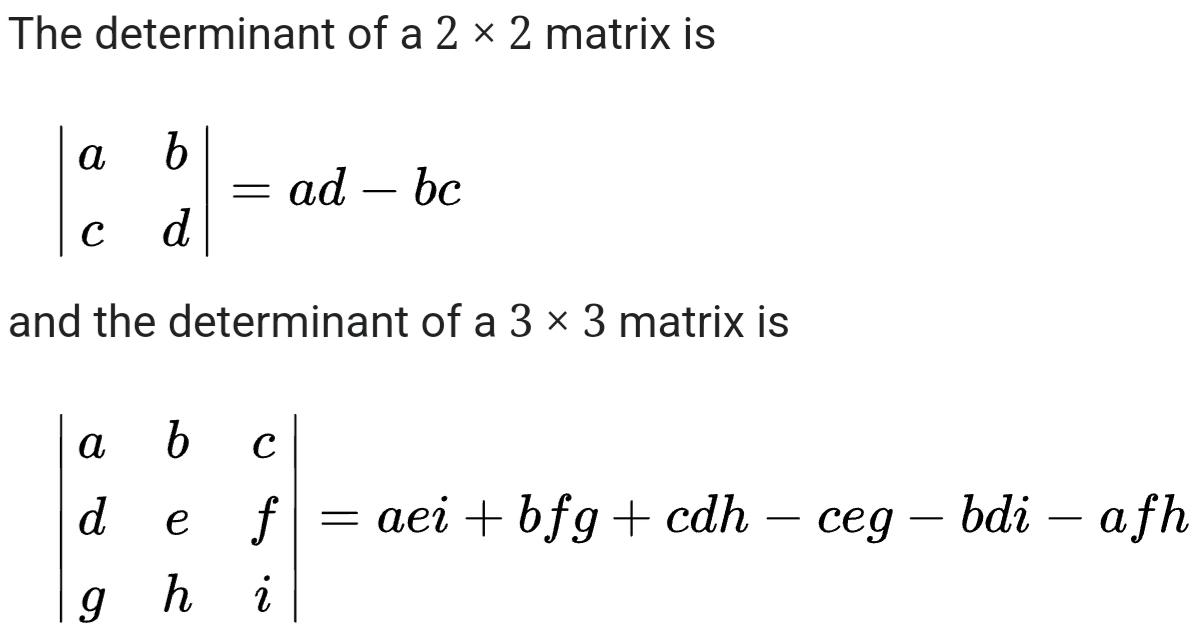 The determinant of a 2 × 2 matrix is
| a b |
| c d | = ad − bc
and the determinant of a 3 × 3 matrix is
| a b c |
| d e f | = aei + bfg + cdh − ceg − bdi − afh
| g h i |